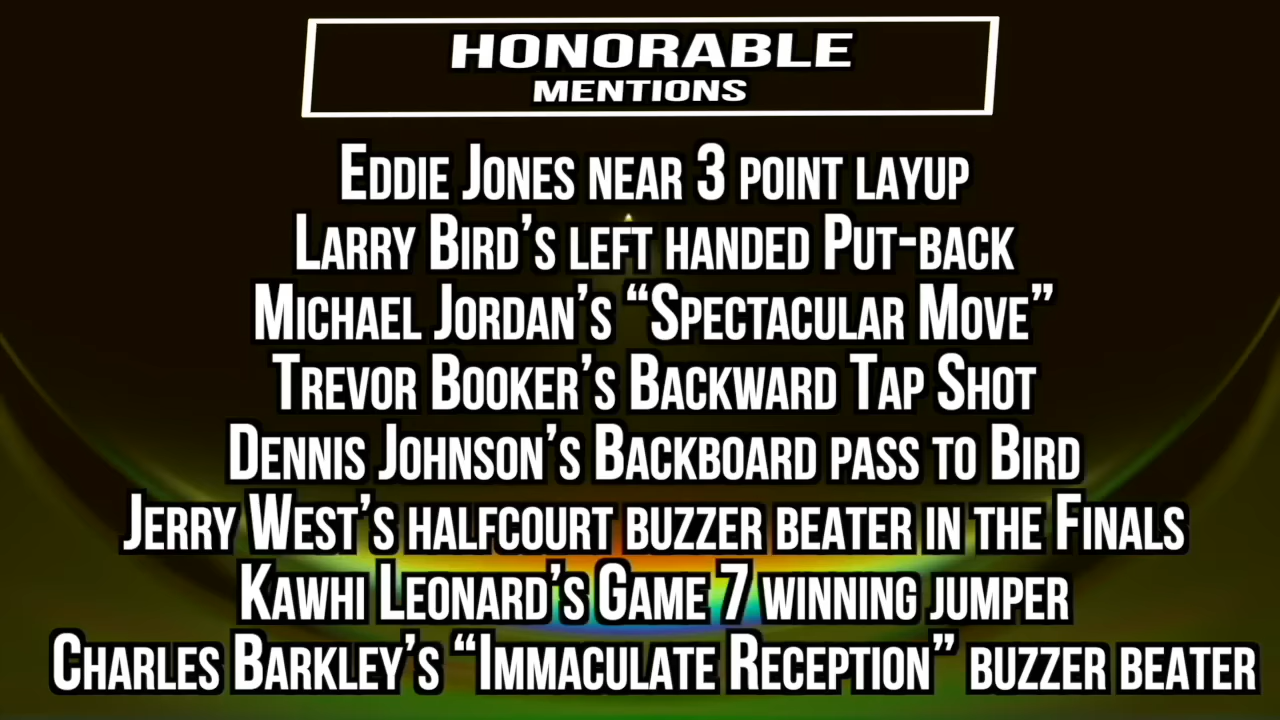 HONORABLE
MENTIONS
EDDIE JONES NEAR 3 POINT LAYUP
LARRY BIRD’S LEFT HANDED PUT-BACK
MICHAEL JORDAN’S “SPECTACULAR MOVE”
TREVOR BOOKER’S BACKWARD TAP SHOT
DENNIS JOHNSON’S BACKBOARD PASS TO BIRD
JERRY WEST’S HALFCOURT BUZZER BEATER IN THE FINALS
KAWHI LEONARD’S GAME 7 WINNING JUMPER
CHARLES BARKLEY’S “IMMACULATE RECEPTION” BUZZER BEATER